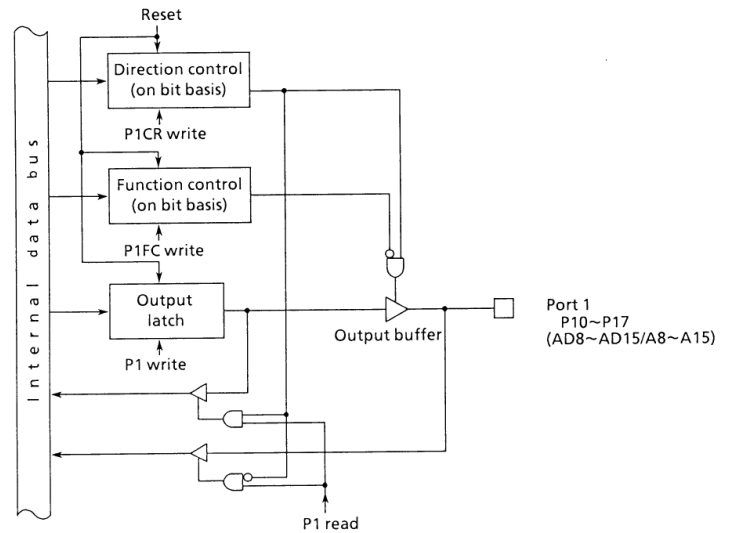 Reset
Direction control
(on bit basis)
P1CR write
Function control
(on bit basis)
P1FC write
Output
latch
P1 write
Output buffer
Port 1
P10~P17
(AD8~AD15/A8~A15)
P1 read
Internal data bus